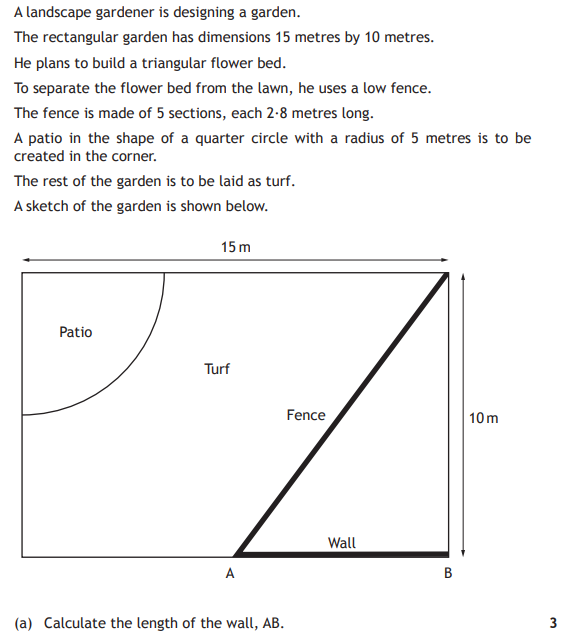 A landscape gardener is designing a garden.
The rectangular garden has dimensions 15 metres by 10 metres.
He plans to build a triangular flower bed.
To separate the flower bed from the lawn, he uses a low fence.
The fence is made of 5 sections, each 2·8 metres long.
A patio in the shape of a quarter circle with a radius of 5 metres is to be
created in the corner.
The rest of the garden is to be laid as turf.
A sketch of the garden is shown below.
15 m
Patio
Turf
Fence
10 m
Wall
A B
(a) Calculate the length of the wall, AB. 3